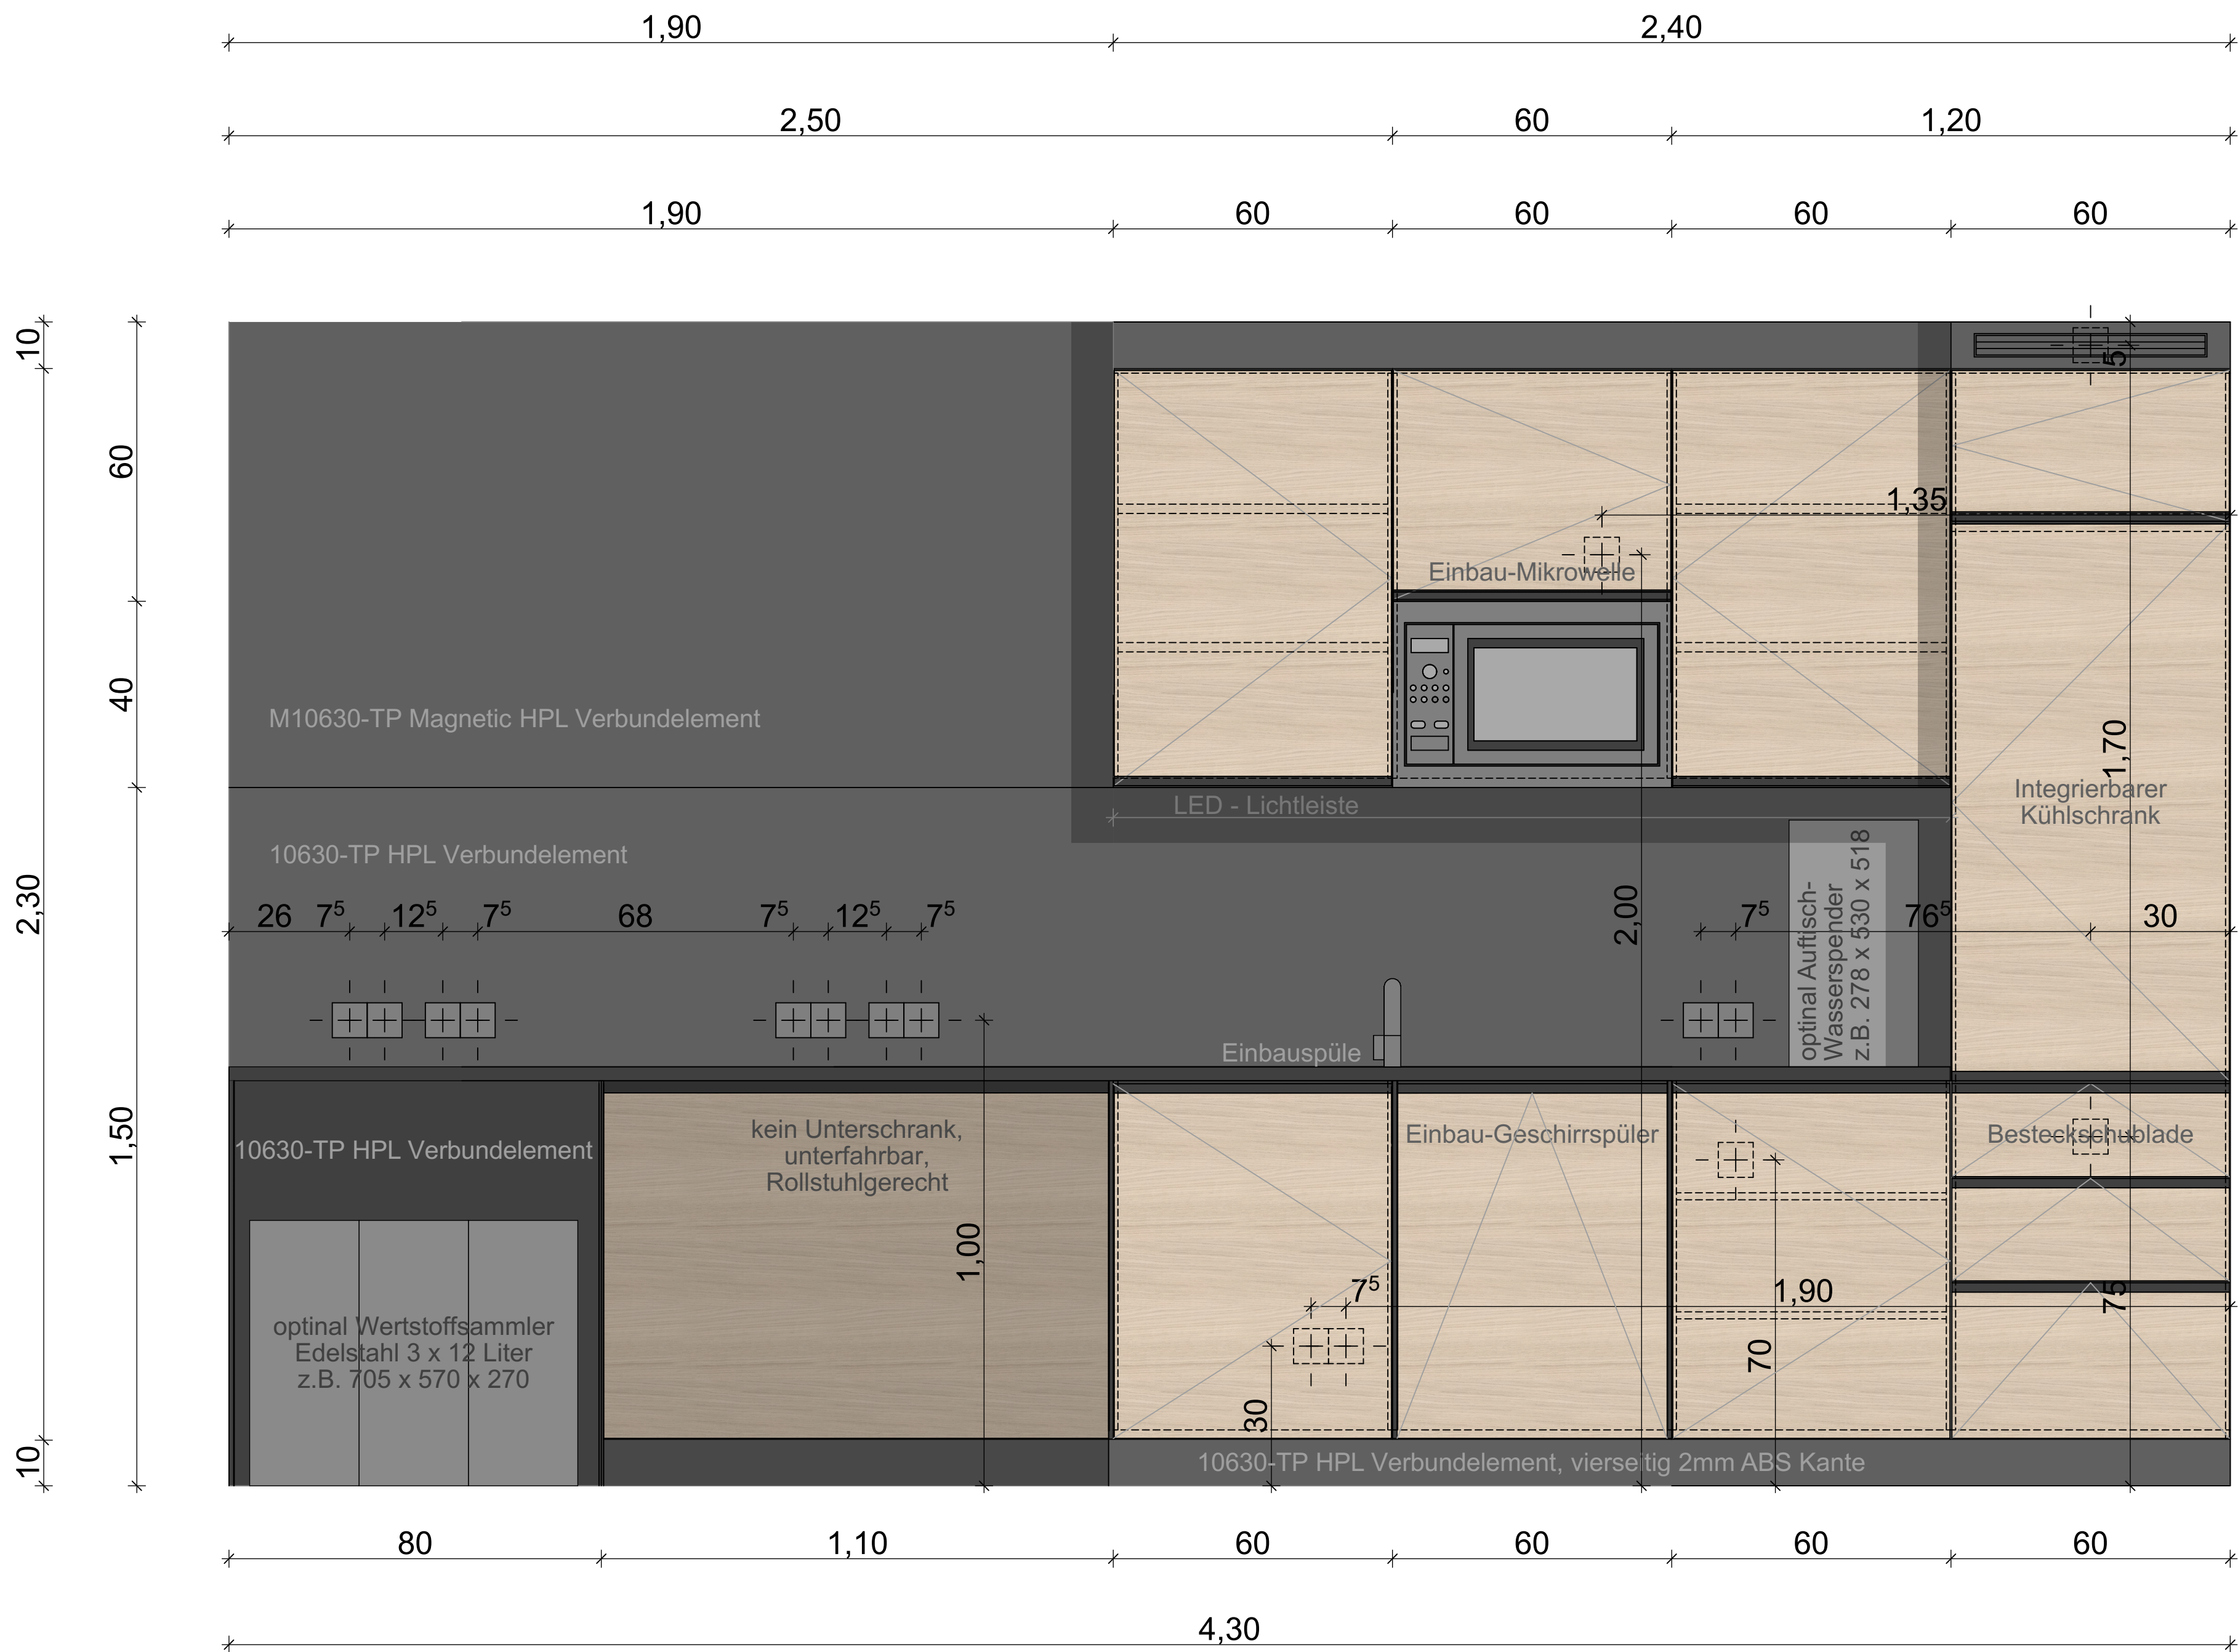 1,90 2,40
2,50 60 1,20
1,90 60 60 60 60
10
5
60
1,35
Einbau-Mikrowelle
40
M10630-TP Magnetic HPL Verbundelement
1,70
Integrierbarer
Kühlschrank
LED - Lichtleiste
10630-TP HPL Verbundelement
optinal Auftisch-
Wasserspender
z.B. 278 x 530 x 518
2,30
26 7⁵ 12⁵ 7⁵ 68 7⁵ 12⁵ 7⁵ 2,00 7⁵ 76⁵ 30
Einbauspüle
1,50
10630-TP HPL Verbundelement
kein Unterschrank,
unterfahrbar,
Rollstuhlgerecht
Einbau-Geschirrspüler
Besteckschublade
1,00
7⁵
1,90
75
optinal Wertstoffsammler
Edelstahl 3 x 12 Liter
z.B. 705 x 570 x 270
70
30
10
10630-TP HPL Verbundelement, vierseitig 2mm ABS Kante
80 1,10 60 60 60 60
4,30